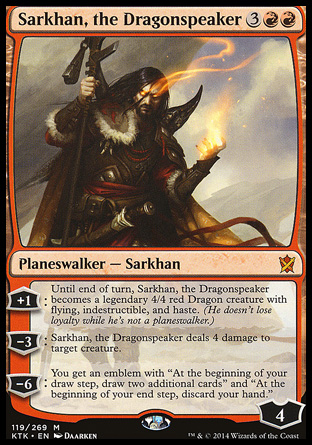 Sarkhan, the Dragonspeaker 3
Planeswalker — Sarkhan
+1 : Until end of turn, Sarkhan, the Dragonspeaker
becomes a legendary 4/4 red Dragon creature with
flying, indestructible, and haste. (He doesn't lose
loyalty while he's not a planeswalker.)
-3 : Sarkhan, the Dragonspeaker deals 4 damage to
target creature.
-6 : You get an emblem with “At the beginning of your
draw step, draw two additional cards” and “At the
beginning of your end step, discard your hand.”
4
119/269 M
KTK • EN DAARKEN
™ & © 2014 Wizards of the Coast